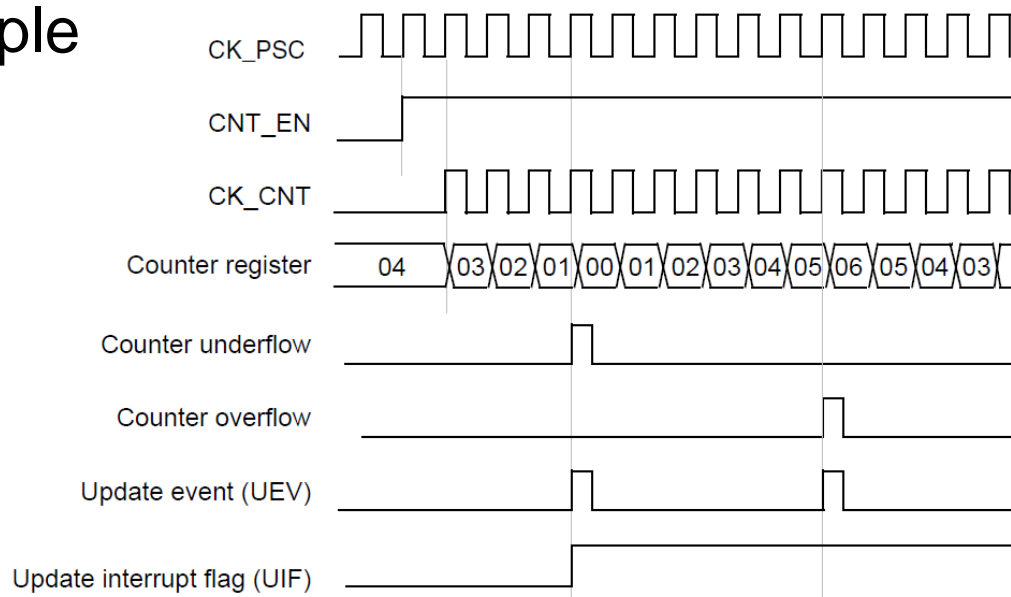 ple
CK_PSC
CNT_EN
CK_CNT
Counter register 04 03 02 01 00 01 02 03 04 05 06 05 04 03
Counter underflow
Counter overflow
Update event (UEV)
Update interrupt flag (UIF)